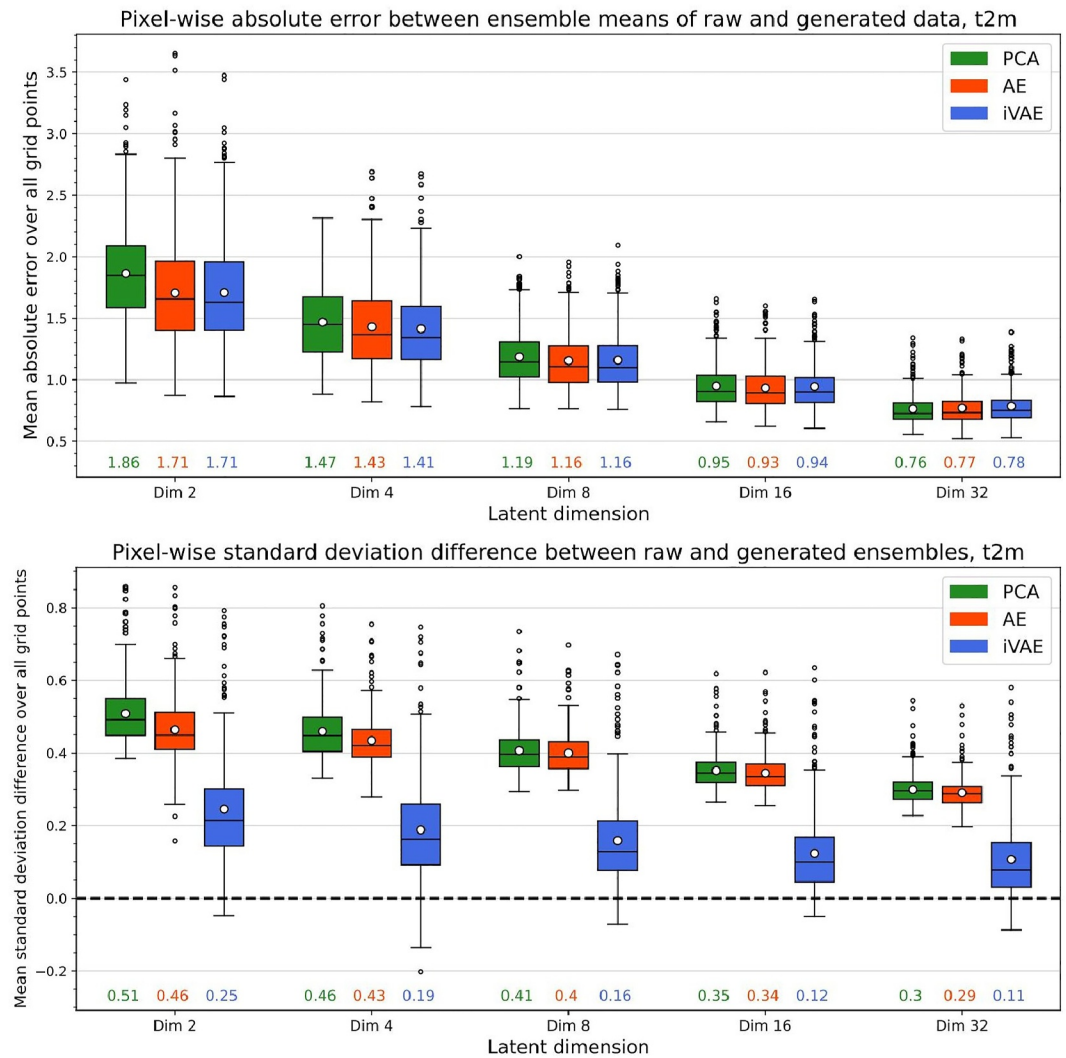 Pixel-wise absolute error between ensemble means of raw and generated data, t2m
Mean absolute error over all grid points
3.5
3.0
2.5
2.0
1.5
1.0
0.5
PCA
AE
iVAE
1.86 1.71 1.71 1.47 1.43 1.41 1.19 1.16 1.16 0.95 0.93 0.94 0.76 0.77 0.78
Dim 2 Dim 4 Dim 8 Dim 16 Dim 32
Latent dimension
Pixel-wise standard deviation difference between raw and generated ensembles, t2m
Mean standard deviation difference over all grid points
0.8
0.6
0.4
0.2
0.0
−0.2
PCA
AE
iVAE
0.51 0.46 0.25 0.46 0.43 0.19 0.41 0.4 0.16 0.35 0.34 0.12 0.3 0.29 0.11
Dim 2 Dim 4 Dim 8 Dim 16 Dim 32
Latent dimension